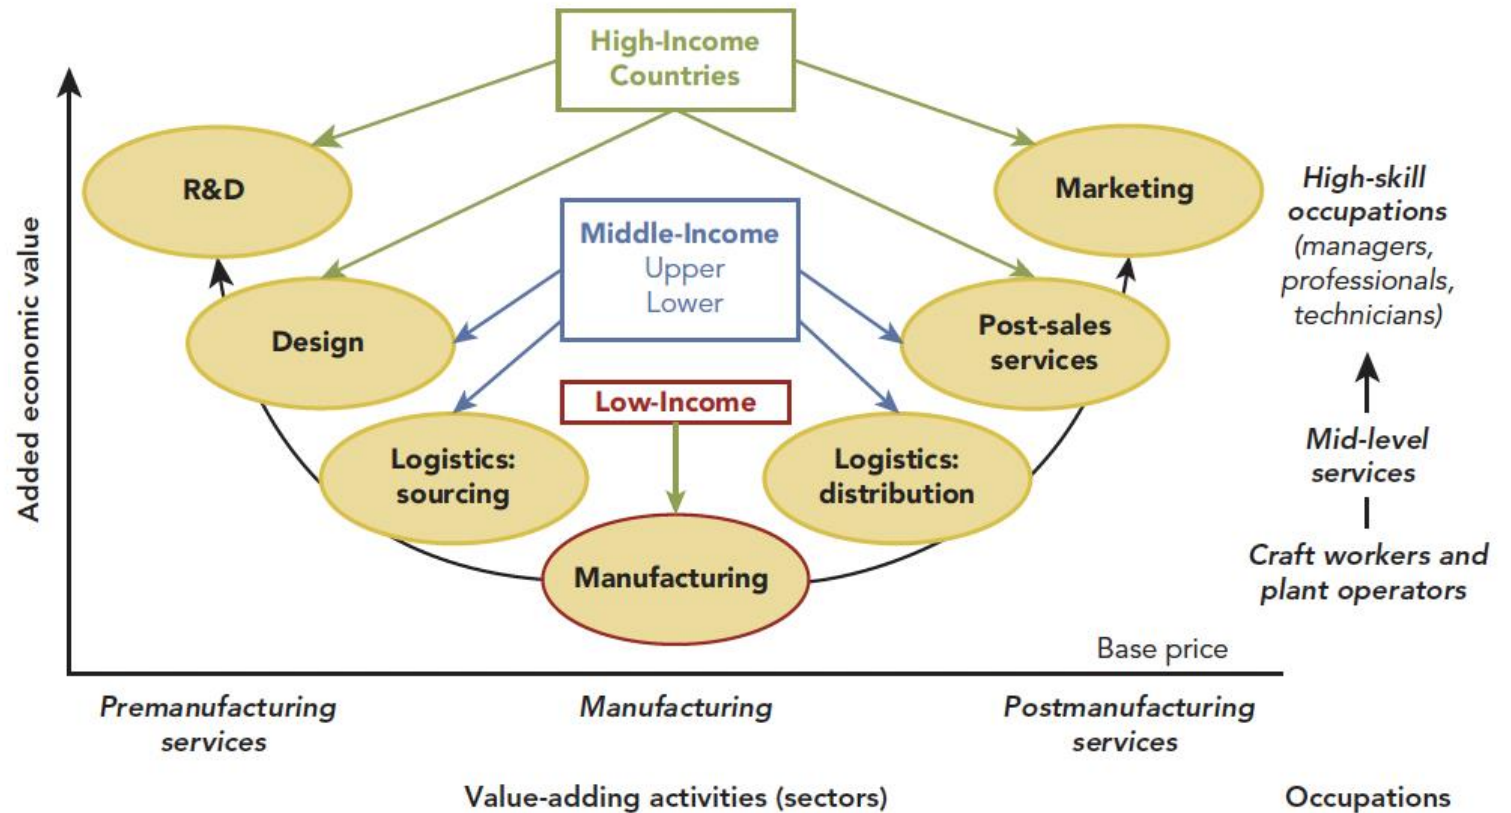 High-Income
Countries
R&D
Marketing
High-skill
occupations
(managers,
professionals,
technicians)
Middle-Income
Upper
Lower
Design
Post-sales
services
Low-Income
Logistics:
sourcing
Logistics:
distribution
Mid-level
services
Manufacturing
Craft workers and
plant operators
Added economic value
Base price
Premanufacturing
services
Manufacturing
Postmanufacturing
services
Value-adding activities (sectors)
Occupations